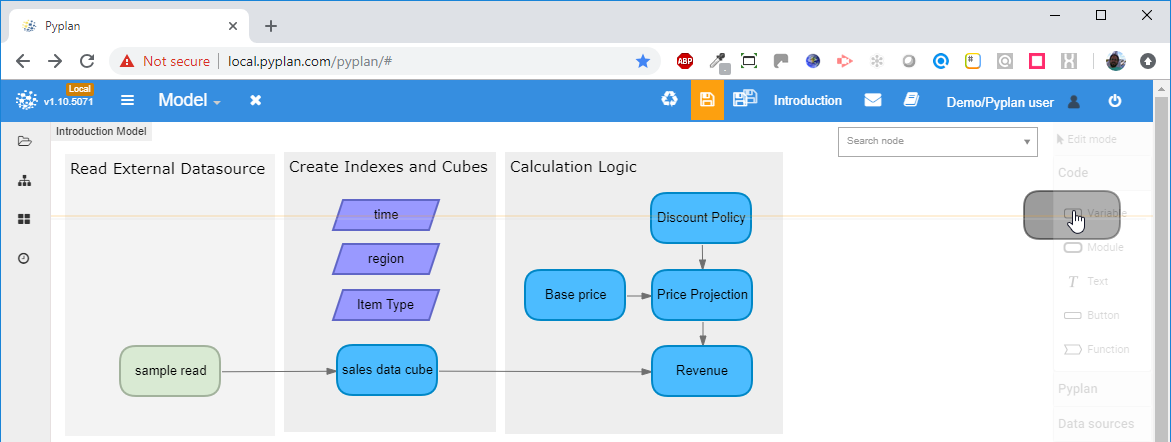 Pyplan
Not secure | local.pyplan.com/pyplan/#
ABP
Local
v1.10.5071
Model
Introduction
Demo/Pyplan user
Introduction Model
Search node
Edit mode
Read External Datasource
Create Indexes and Cubes
Calculation Logic
Code
time
Discount Policy
Variable
region
Module
Item Type
Base price
Price Projection
Text
Button
sample read
sales data cube
Revenue
Function
Pyplan
Data sources